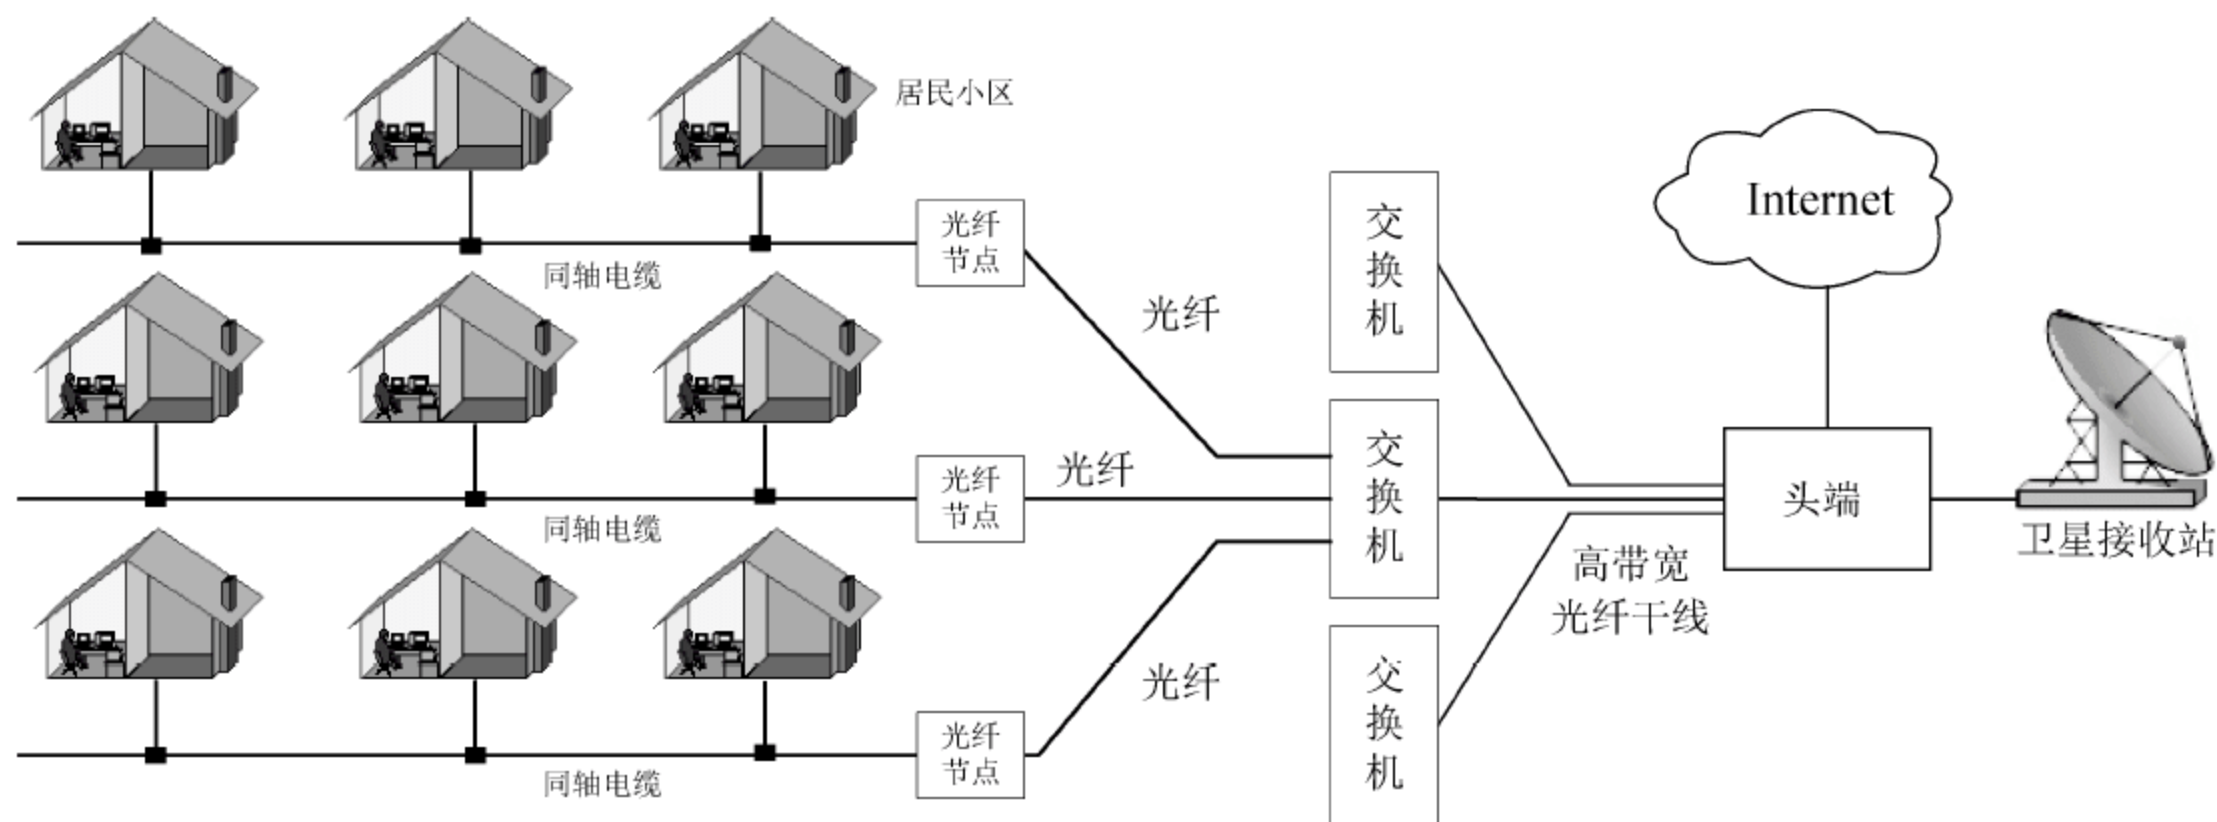 居民小区
光纤
节点
同轴电缆
光纤
交
换
机
Internet
光纤
节点
同轴电缆
光纤
交
换
机
头端
卫星接收站
高带宽
光纤干线
光纤
节点
同轴电缆
光纤
交
换
机